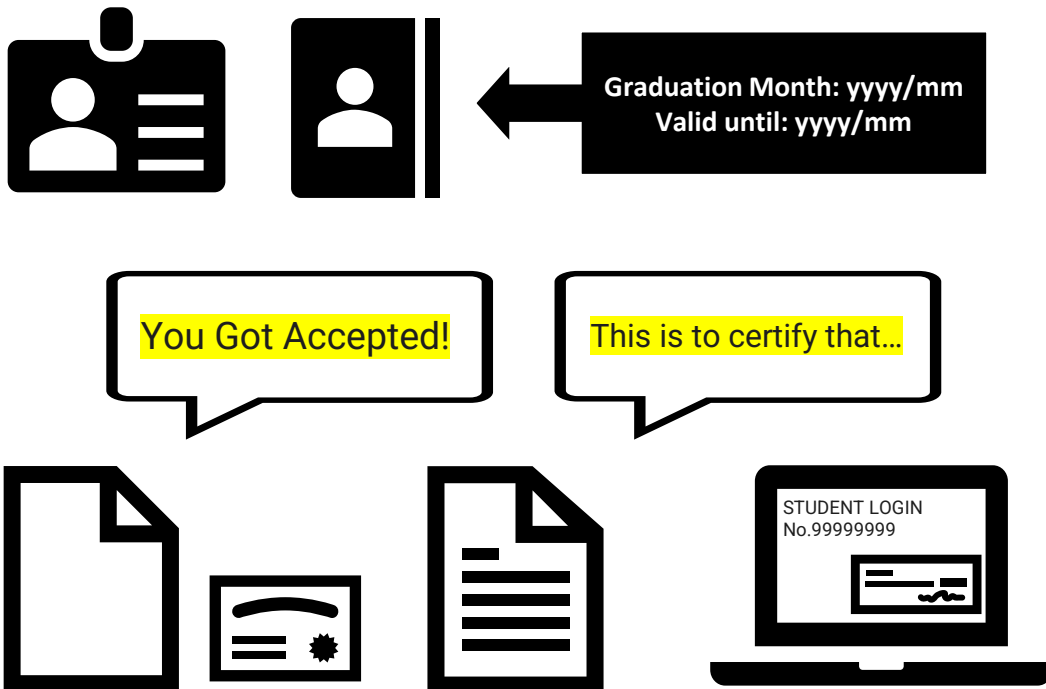 Graduation Month: yyyy/mm
Valid until: yyyy/mm
You Got Accepted!
This is to certify that…
STUDENT LOGIN
No.99999999